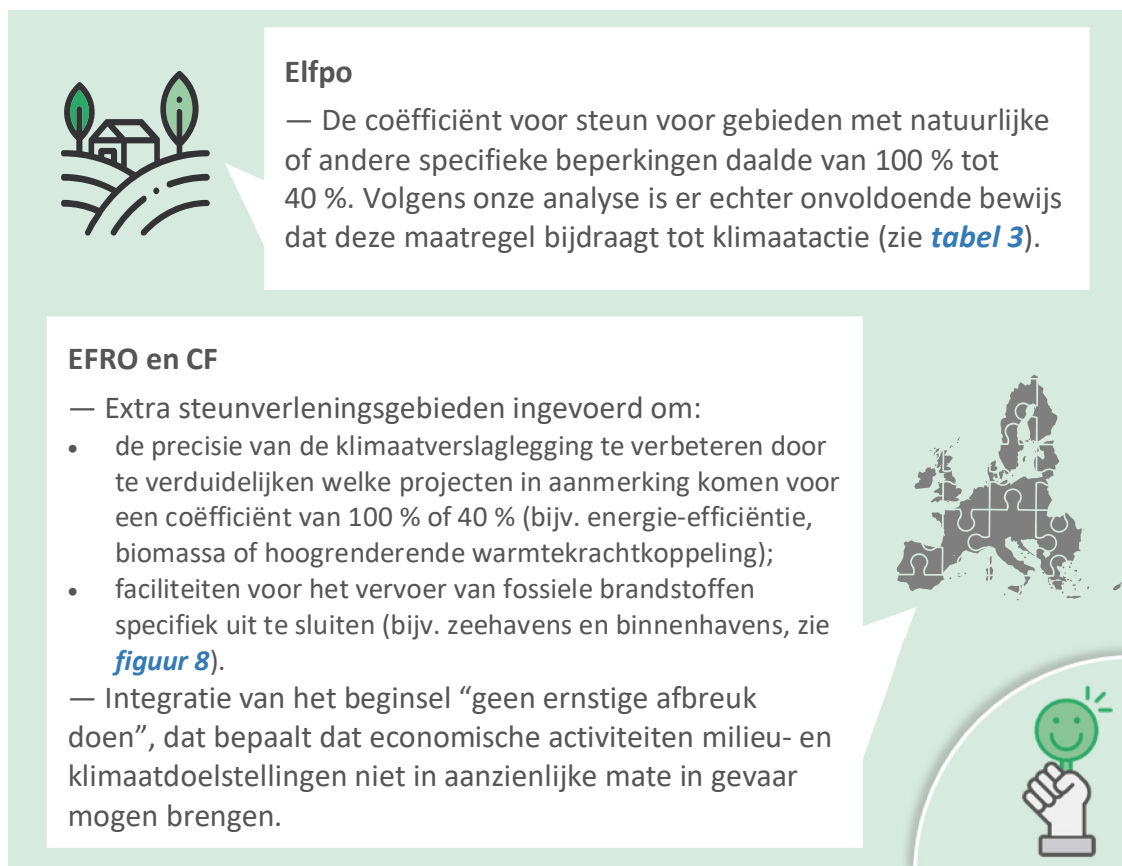 Elfpo
— De coëfficiënt voor steun voor gebieden met natuurlijke
of andere specifieke beperkingen daalde van 100 % tot
40 %. Volgens onze analyse is er echter onvoldoende bewijs
dat deze maatregel bijdraagt tot klimaatactie (zie tabel 3).
EFRO en CF
— Extra steunverleningsgebieden ingevoerd om:
• de precisie van de klimaatverslaglegging te verbeteren door
te verduidelijken welke projecten in aanmerking komen voor
een coëfficiënt van 100 % of 40 % (bijv. energie-efficiëntie,
biomassa of hoogrenderende warmtekrachtkoppeling);
• faciliteiten voor het vervoer van fossiele brandstoffen
specifiek uit te sluiten (bijv. zeehavens en binnenhavens, zie
figuur 8).
— Integratie van het beginsel “geen ernstige afbreuk
doen”, dat bepaalt dat economische activiteiten milieu- en
klimaatdoelstellingen niet in aanzienlijke mate in gevaar
mogen brengen.